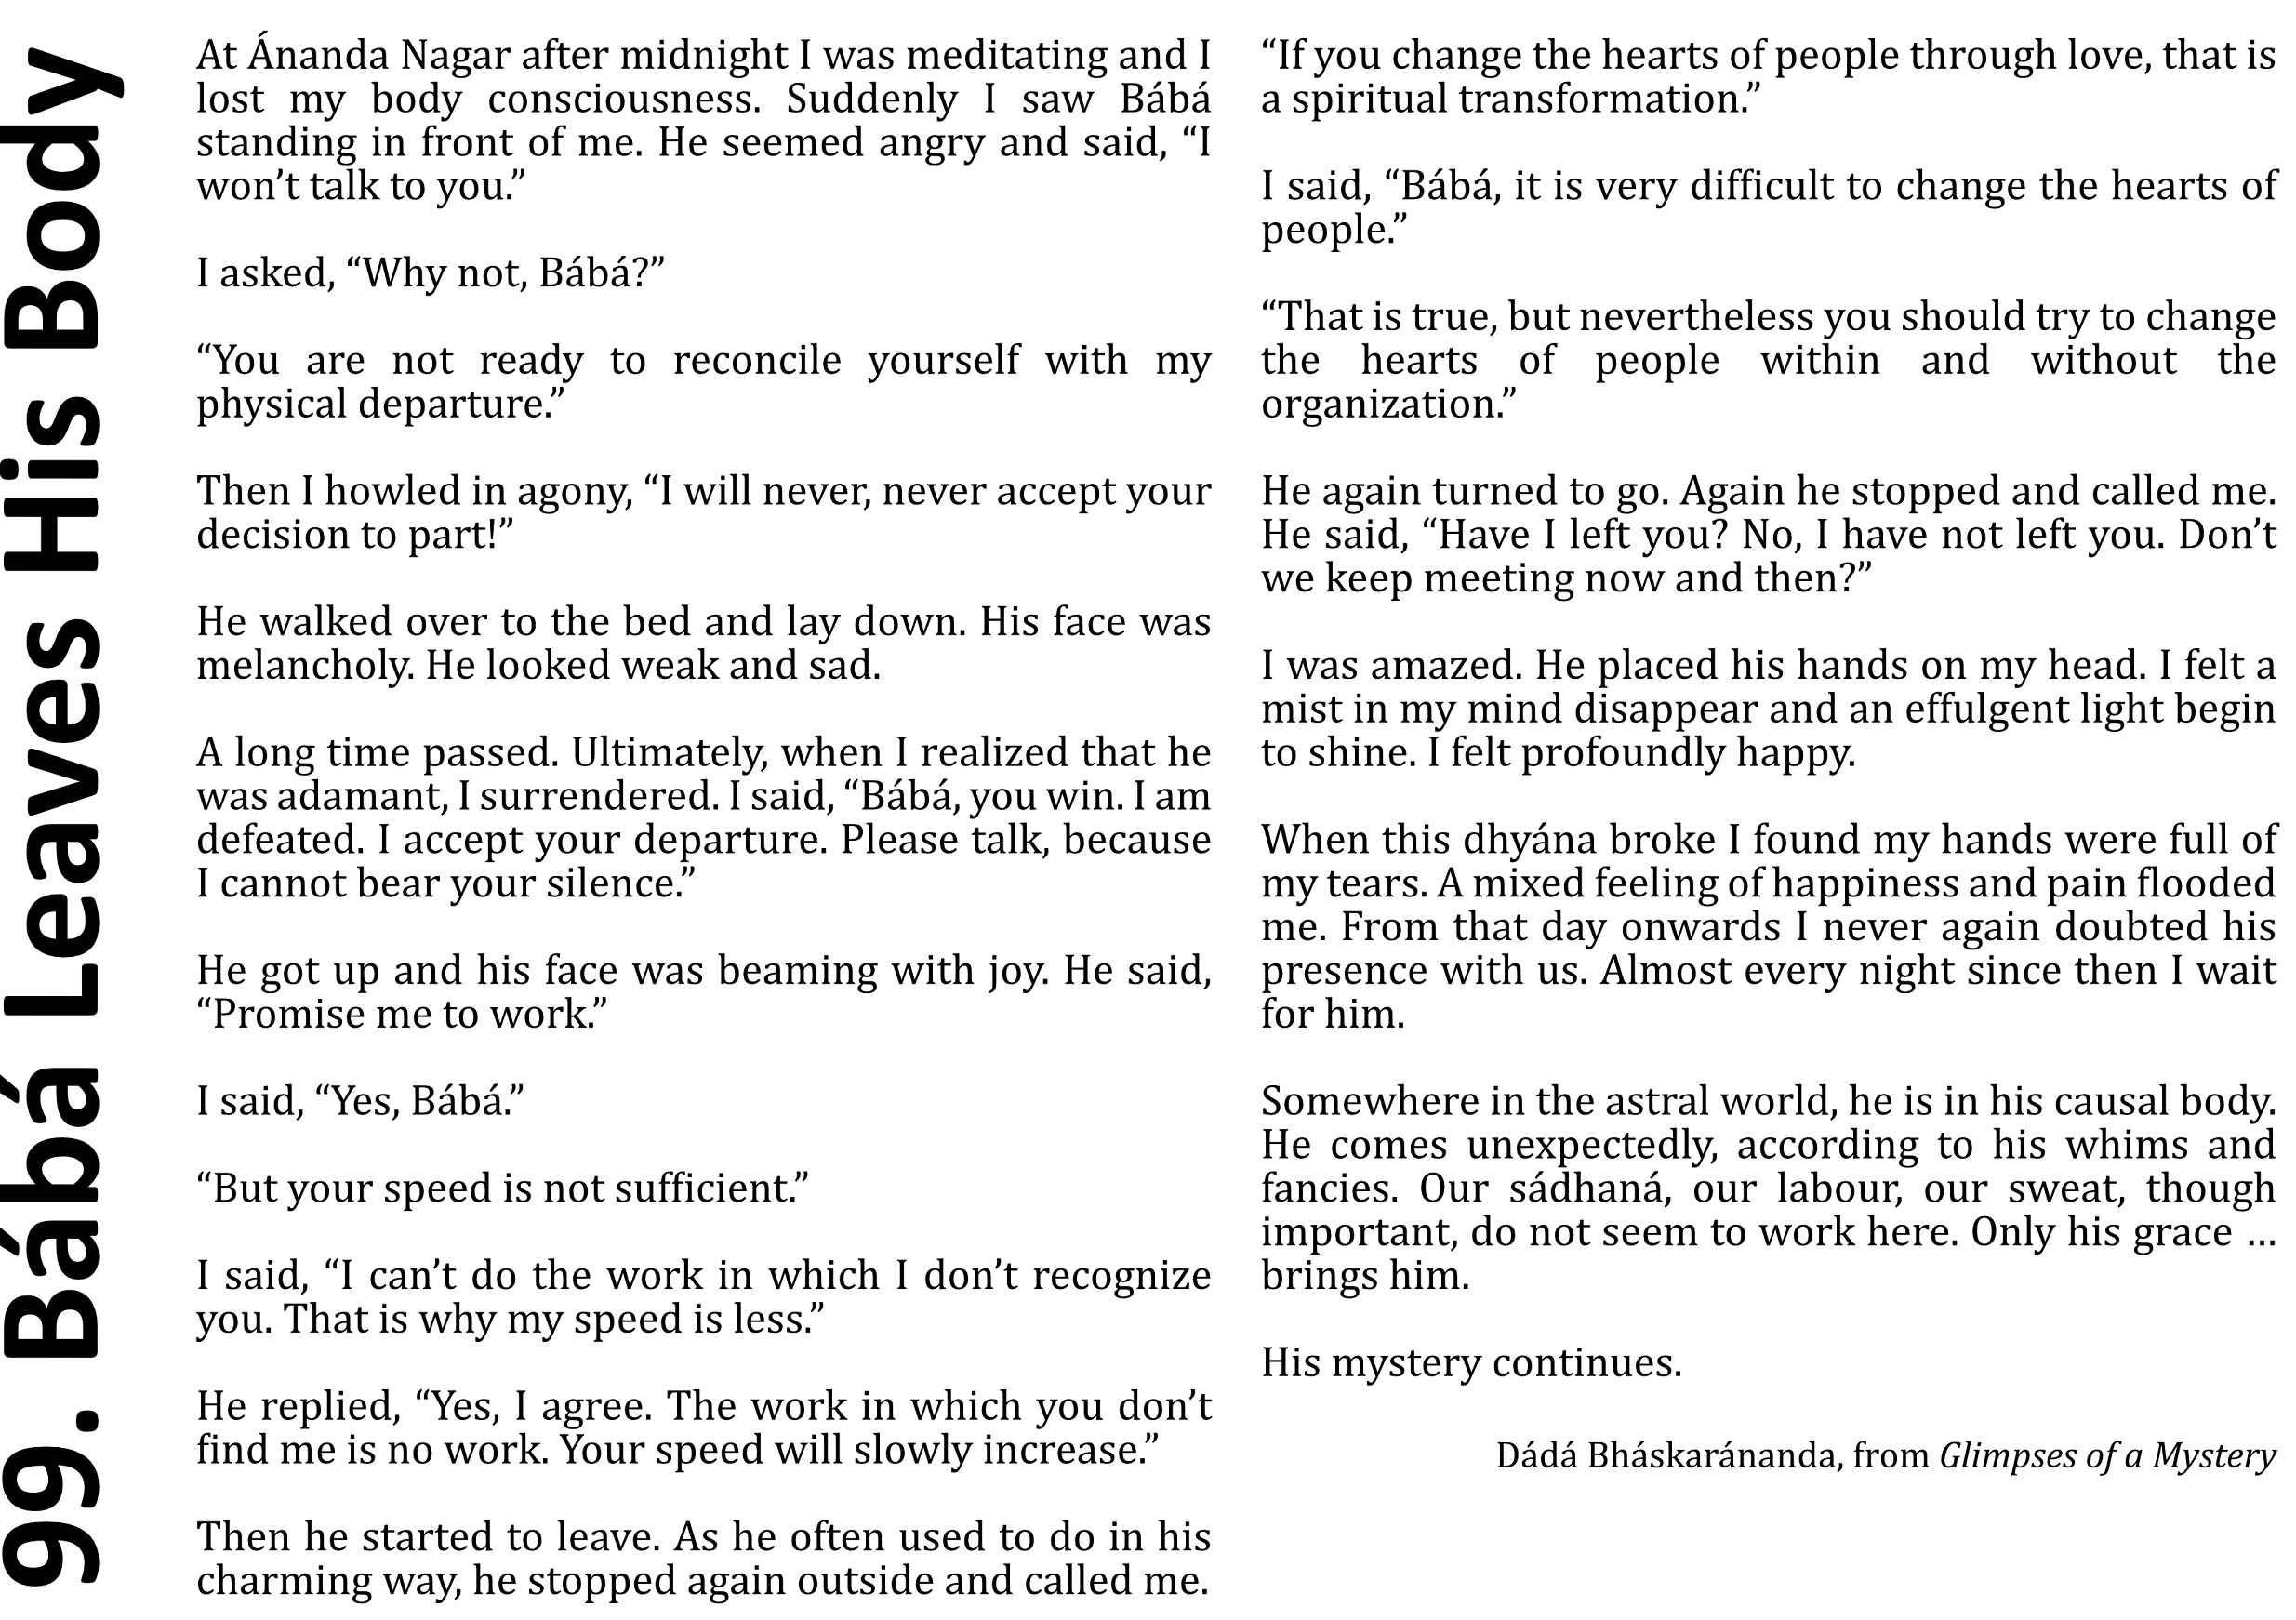 99. Bábá Leaves His Body
At Ánanda Nagar after midnight I was meditating and I
lost my body consciousness. Suddenly I saw Bábá
standing in front of me. He seemed angry and said, “I
won’t talk to you.”
I asked, “Why not, Bábá?”
“You are not ready to reconcile yourself with my
physical departure.”
Then I howled in agony, “I will never, never accept your
decision to part!”
He walked over to the bed and lay down. His face was
melancholy. He looked weak and sad.
A long time passed. Ultimately, when I realized that he
was adamant, I surrendered. I said, “Bábá, you win. I am
defeated. I accept your departure. Please talk, because
I cannot bear your silence.”
He got up and his face was beaming with joy. He said,
“Promise me to work.”
I said, “Yes, Bábá.”
“But your speed is not sufficient.”
I said, “I can’t do the work in which I don’t recognize
you. That is why my speed is less.”
He replied, “Yes, I agree. The work in which you don’t
find me is no work. Your speed will slowly increase.”
Then he started to leave. As he often used to do in his
charming way, he stopped again outside and called me.
“If you change the hearts of people through love, that is
a spiritual transformation.”
I said, “Bábá, it is very difficult to change the hearts of
people.”
“That is true, but nevertheless you should try to change
the hearts of people within and without the
organization.”
He again turned to go. Again he stopped and called me.
He said, “Have I left you? No, I have not left you. Don’t
we keep meeting now and then?”
I was amazed. He placed his hands on my head. I felt a
mist in my mind disappear and an effulgent light begin
to shine. I felt profoundly happy.
When this dhyána broke I found my hands were full of
my tears. A mixed feeling of happiness and pain flooded
me. From that day onwards I never again doubted his
presence with us. Almost every night since then I wait
for him.
Somewhere in the astral world, he is in his causal body.
He comes unexpectedly, according to his whims and
fancies. Our sádhaná, our labour, our sweat, though
important, do not seem to work here. Only his grace …
brings him.
His mystery continues.
Dádá Bháskaránanda, from Glimpses of a Mystery